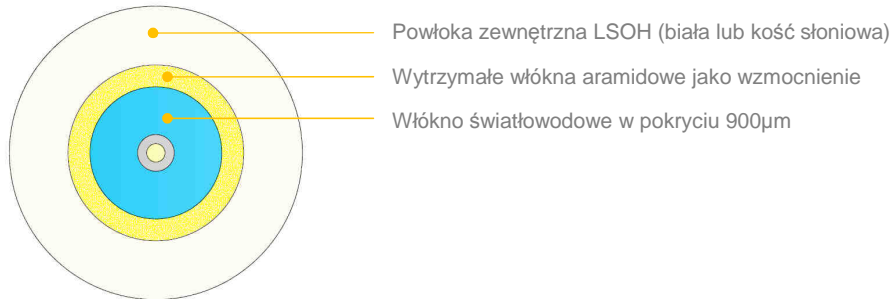 Powłoka zewnętrzna LSOH (biała lub kość słoniowa)
Wytrzymałe włókna aramidowe jako wzmocnienie
Włókno światłowodowe w pokryciu 900µm